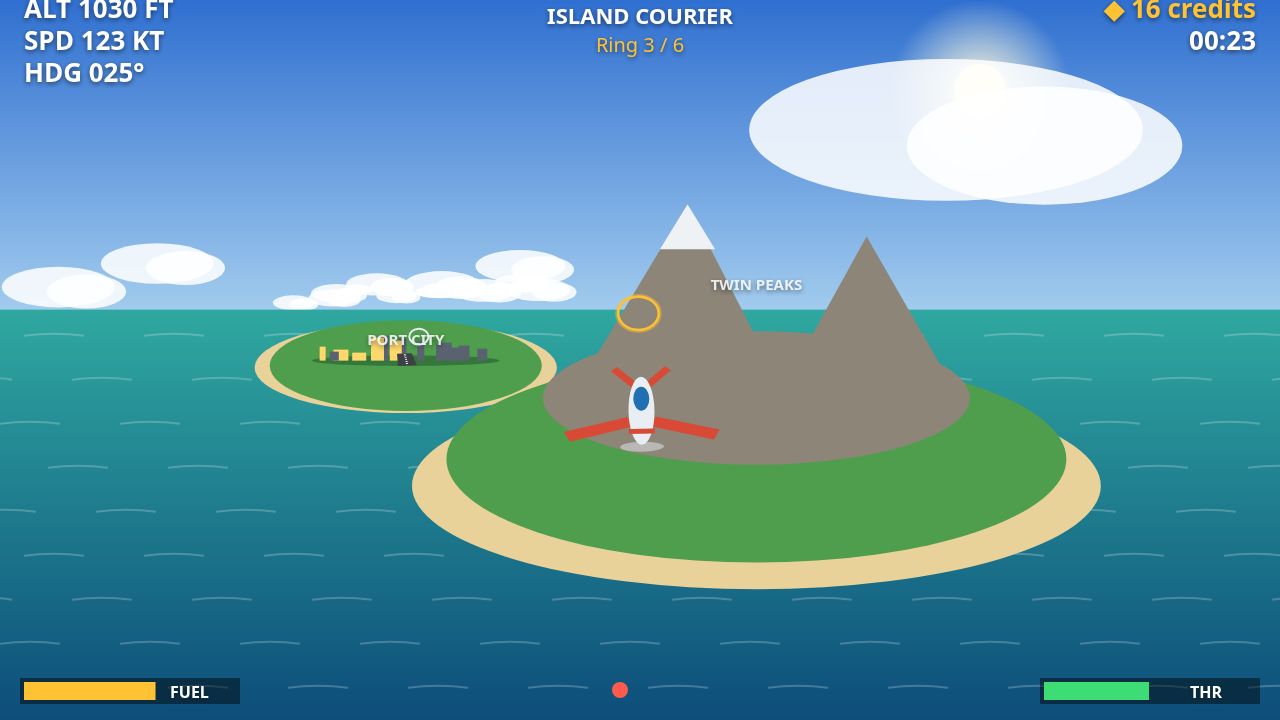 ALT 1030 FT
SPD 123 KT
HDG 025°
ISLAND COURIER
Ring 3 / 6
◆ 16 credits
00:23
TWIN PEAKS
PORT CITY
FUEL
THR